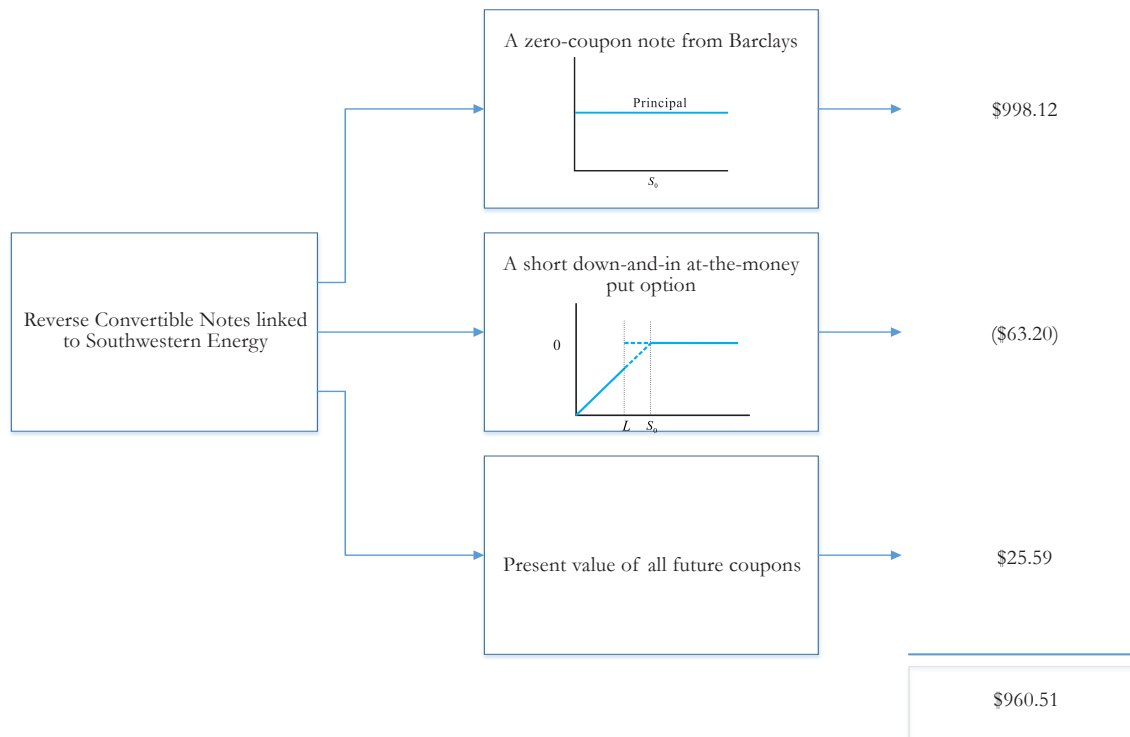 A zero-coupon note from Barclays
Principal
S₀
$998.12
Reverse Convertible Notes linked
to Southwestern Energy
A short down-and-in at-the-money
put option
0
L S₀
($63.20)
Present value of all future coupons
$25.59
$960.51